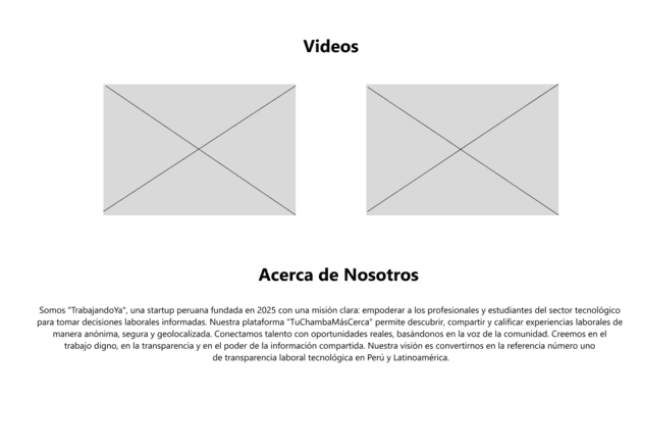 Videos
Acerca de Nosotros
Somos "TrabajandoYa", una startup peruana fundada en 2025 con una misión clara: empoderar a los profesionales y estudiantes del sector tecnológico
para tomar decisiones laborales informadas. Nuestra plataforma "TuChambaMásCerca" permite descubrir, compartir y calificar experiencias laborales de
manera anónima, segura y geolocalizada. Conectamos talento con oportunidades reales, basándonos en la voz de la comunidad. Creemos en el
trabajo digno, en la transparencia y en el poder de la información compartida. Nuestra visión es convertirnos en la referencia número uno
de transparencia laboral tecnológica en Perú y Latinoamérica.